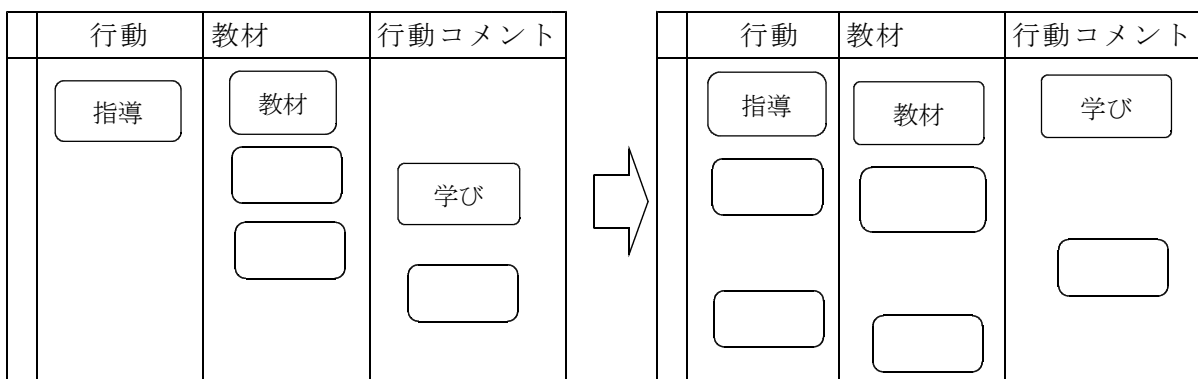 行動 教材 行動コメント
指導 教材
学び
行動 教材 行動コメント
指導 教材 学び